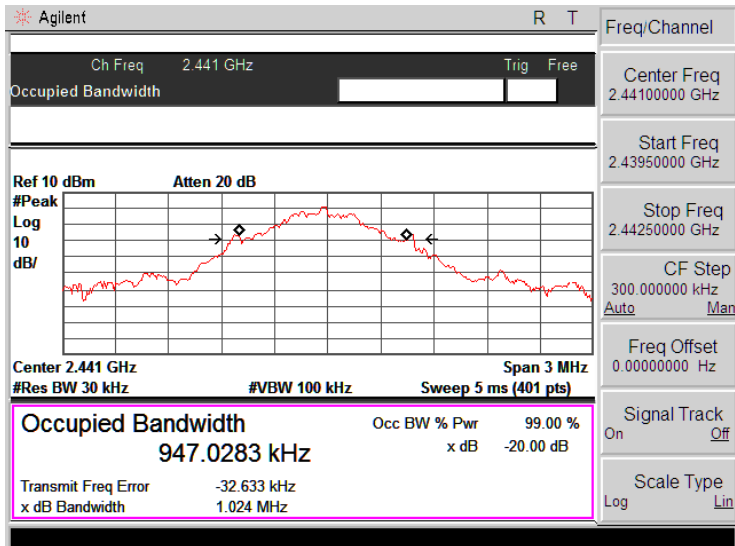 Agilent R T
Ch Freq 2.441 GHz Trig Free
Occupied Bandwidth
Ref 10 dBm Atten 20 dB
#Peak
Log
10
dB/
Center 2.441 GHz Span 3 MHz
#Res BW 30 kHz #VBW 100 kHz Sweep 5 ms (401 pts)
Occupied Bandwidth Occ BW % Pwr 99.00 %
947.0283 kHz x dB -20.00 dB
Transmit Freq Error -32.633 kHz
x dB Bandwidth 1.024 MHz
Freq/Channel
Center Freq
2.44100000 GHz
Start Freq
2.43950000 GHz
Stop Freq
2.44250000 GHz
CF Step
300.000000 kHz
Auto Man
Freq Offset
0.00000000 Hz
Signal Track
On Off
Scale Type
Log Lin